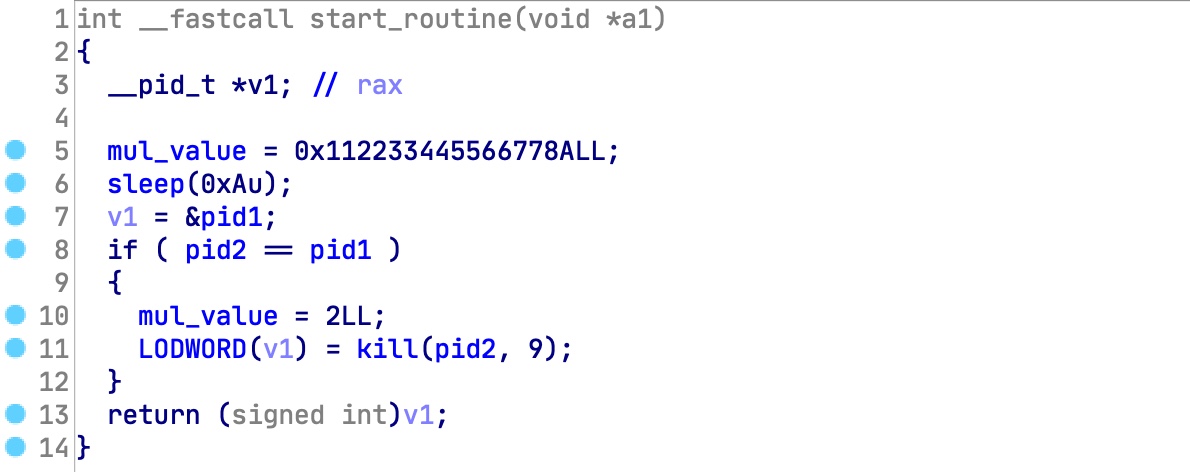 1 int __fastcall start_routine(void *a1)
2 {
3   __pid_t *v1; // rax
4
5   mul_value = 0x112233445566778ALL;
6   sleep(0xAu);
7   v1 = &pid1;
8   if ( pid2 == pid1 )
9   {
10     mul_value = 2LL;
11     LODWORD(v1) = kill(pid2, 9);
12   }
13   return (signed int)v1;
14 }